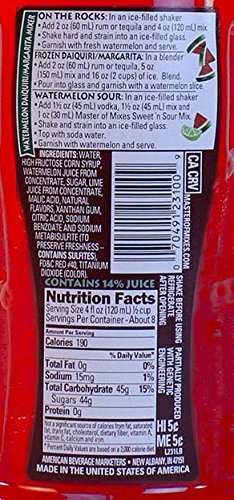 WATERMELON DAIQUIRI/MARGARITA MIXER
ON THE ROCKS: In an ice-filled shaker
• Add 2 oz (60 mL) rum or tequila and 4 oz (120 mL) mix.
• Shake hard and strain into an ice-filled glass.
• Garnish with fresh watermelon and serve.
FROZEN DAIQUIRI/MARGARITA: In a blender
• Add 2 oz (60 mL) rum or tequila, 5 oz
(150 mL) mix and 16 oz (2 cups) of ice. Blend.
• Pour into glass and garnish.
WATERMELON SOUR: In an ice-filled shaker
• Add 1½ oz (45 mL) vodka, 1½ oz (45 mL) mix and
1 oz (30 mL) Master of Mixes Sweet 'n Sour Mix.
• Shake and strain into an ice-filled glass.
• Top with soda water.
• Garnish and serve.
INGREDIENTS: WATER,
HIGH FRUCTOSE CORN SYRUP,
WATERMELON JUICE FROM
CONCENTRATE, SUGAR, LIME
JUICE FROM CONCENTRATE,
MALIC ACID, NATURAL
FLAVORS, XANTHAN GUM,
CITRIC ACID, SODIUM
BENZOATE AND SODIUM
METABISULFITE (TO
PRESERVE FRESHNESS –
CONTAINS SULFITES),
FD&C RED #40, TITANIUM
DIOXIDE (COLOR).
CA CRV
MASTEROFMIXES.COM
0 70491 23100 9
CONTAINS 14% JUICE
Nutrition Facts
Serving Size 4 fl oz (120 mL) ½ cup
Servings Per Container - About 8
Amount Per Serving
Calories 190
% Daily Value*
Total Fat 0g 0%
Sodium 15mg 1%
Total Carbohydrate 45g 15%
Sugars 44g
Protein 0g
Not a significant source of calories from fat, saturated
fat, trans fat, cholesterol, dietary fiber, vitamin A,
vitamin C, calcium and iron.
*Percent Daily Values are based on a 2,000 calorie diet.
SHAKE BEFORE USING
REFRIGERATE
AFTER OPENING
PARTIALLY PRODUCED
WITH GENETIC
ENGINEERING
HI 5¢
ME 5¢
L231LB
AMERICAN BEVERAGE MARKETERS • NEW ALBANY, IN 47151
MADE IN THE UNITED STATES OF AMERICA